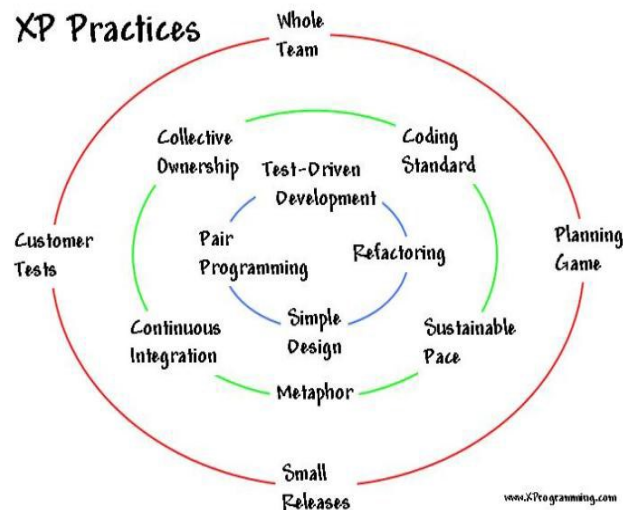 XP Practices
Whole
Team
Collective
Ownership
Coding
Standard
Test-Driven
Development
Customer
Tests
Pair
Programming
Refactoring
Planning
Game
Continuous
Integration
Simple
Design
Sustainable
Pace
Metaphor
Small
Releases
www.XProgramming.com